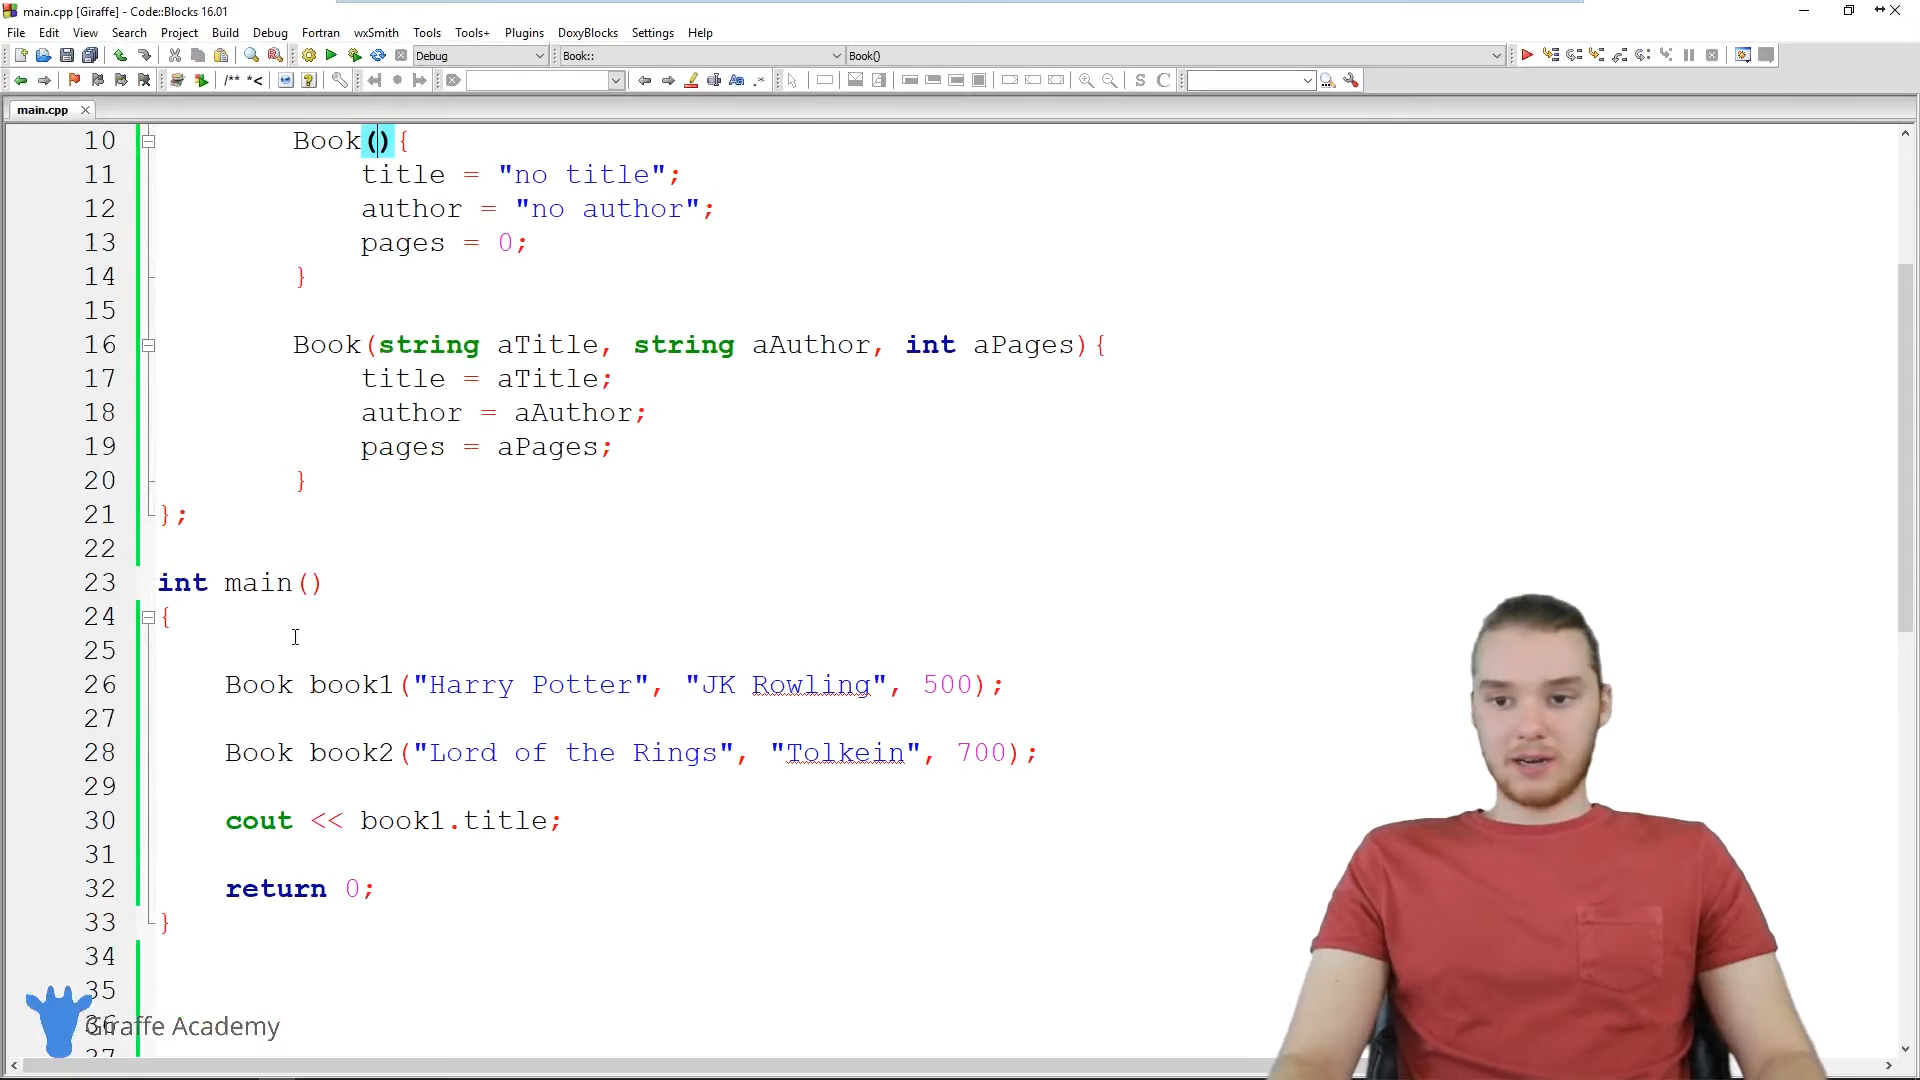 main.cpp [Giraffe] - Code::Blocks 16.01
File Edit View Search Project Build Debug Fortran wxSmith Tools Tools+ Plugins DoxyBlocks Settings Help
Debug Book:: Book()
/** *< Aa .* S C
main.cpp
10 Book(){
11 title = "no title";
12 author = "no author";
13 pages = 0;
14 }
15
16 Book(string aTitle, string aAuthor, int aPages){
17 title = aTitle;
18 author = aAuthor;
19 pages = aPages;
20 }
21 };
22
23 int main()
24 {
25
26 Book book1("Harry Potter", "JK Rowling", 500);
27
28 Book book2("Lord of the Rings", "Tolkein", 700);
29
30 cout << book1.title;
31
32 return 0;
33 }
34
35
36
Giraffe Academy
37